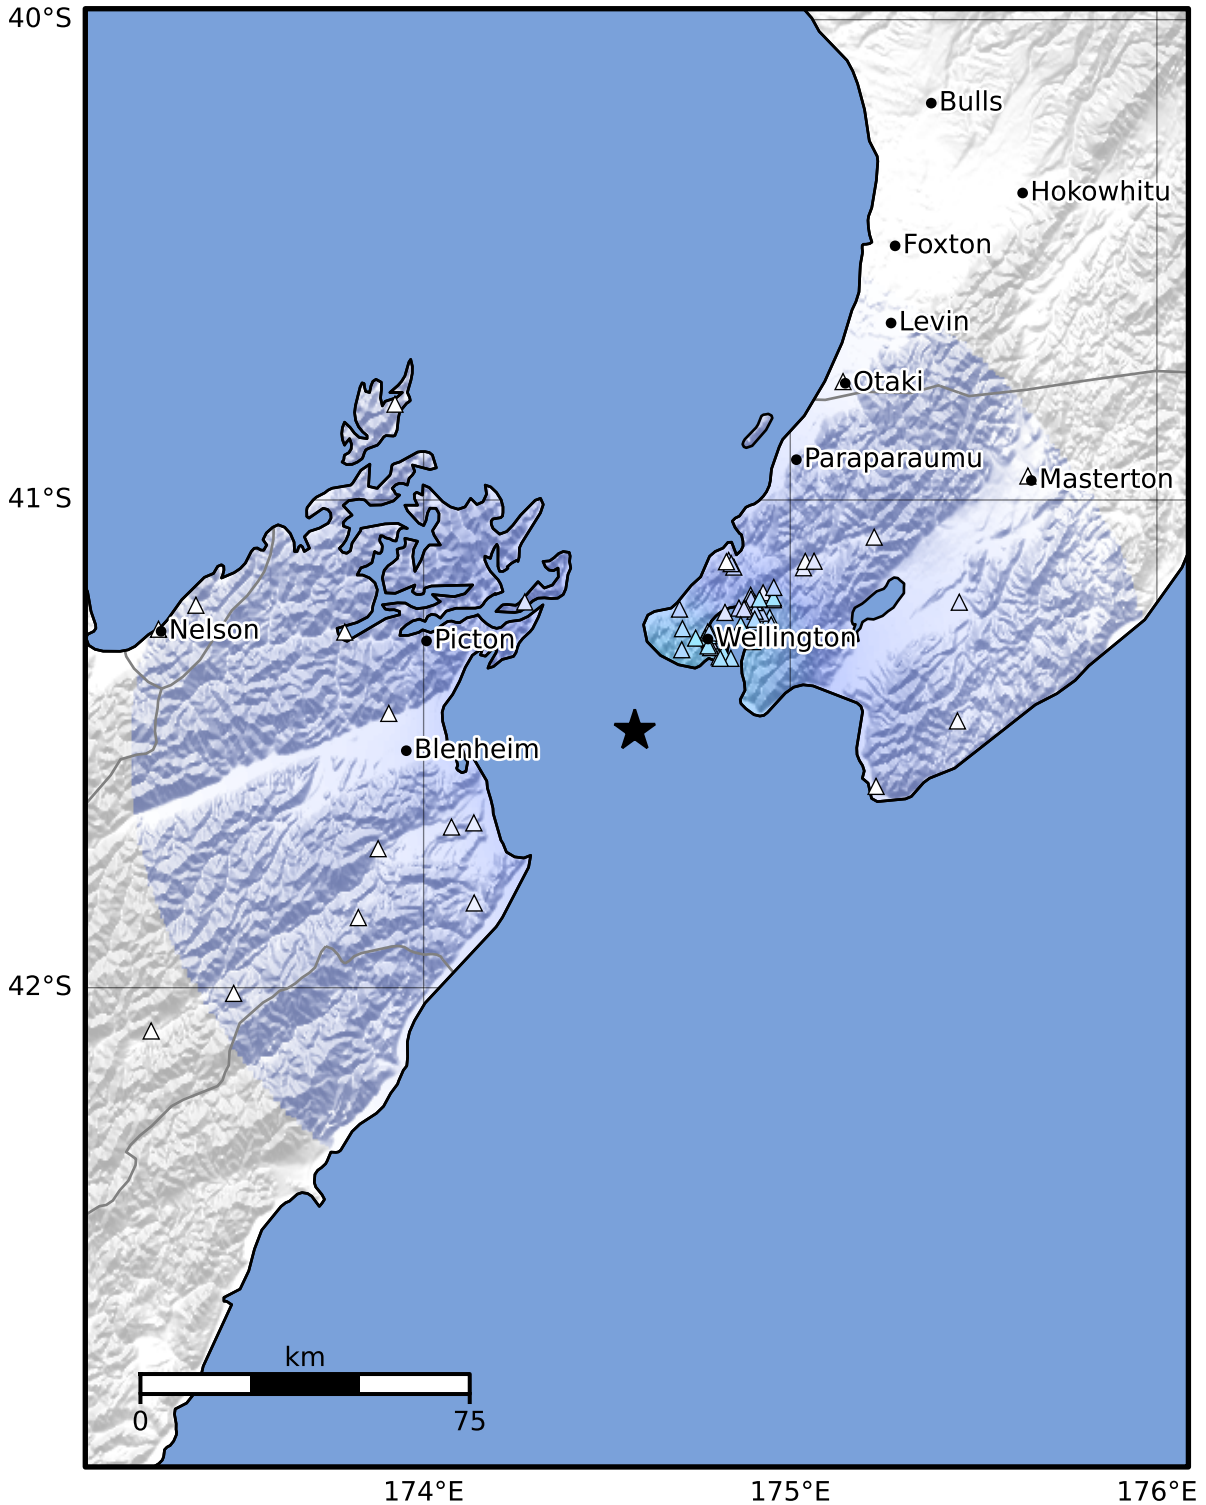 40°S
Bulls
Hokowhitu
Foxton
Levin
Otaki
Paraparaumu
Masterton
41°S
Nelson
Picton
Wellington
Blenheim
42°S
km
0
75
174°E
175°E
176°E